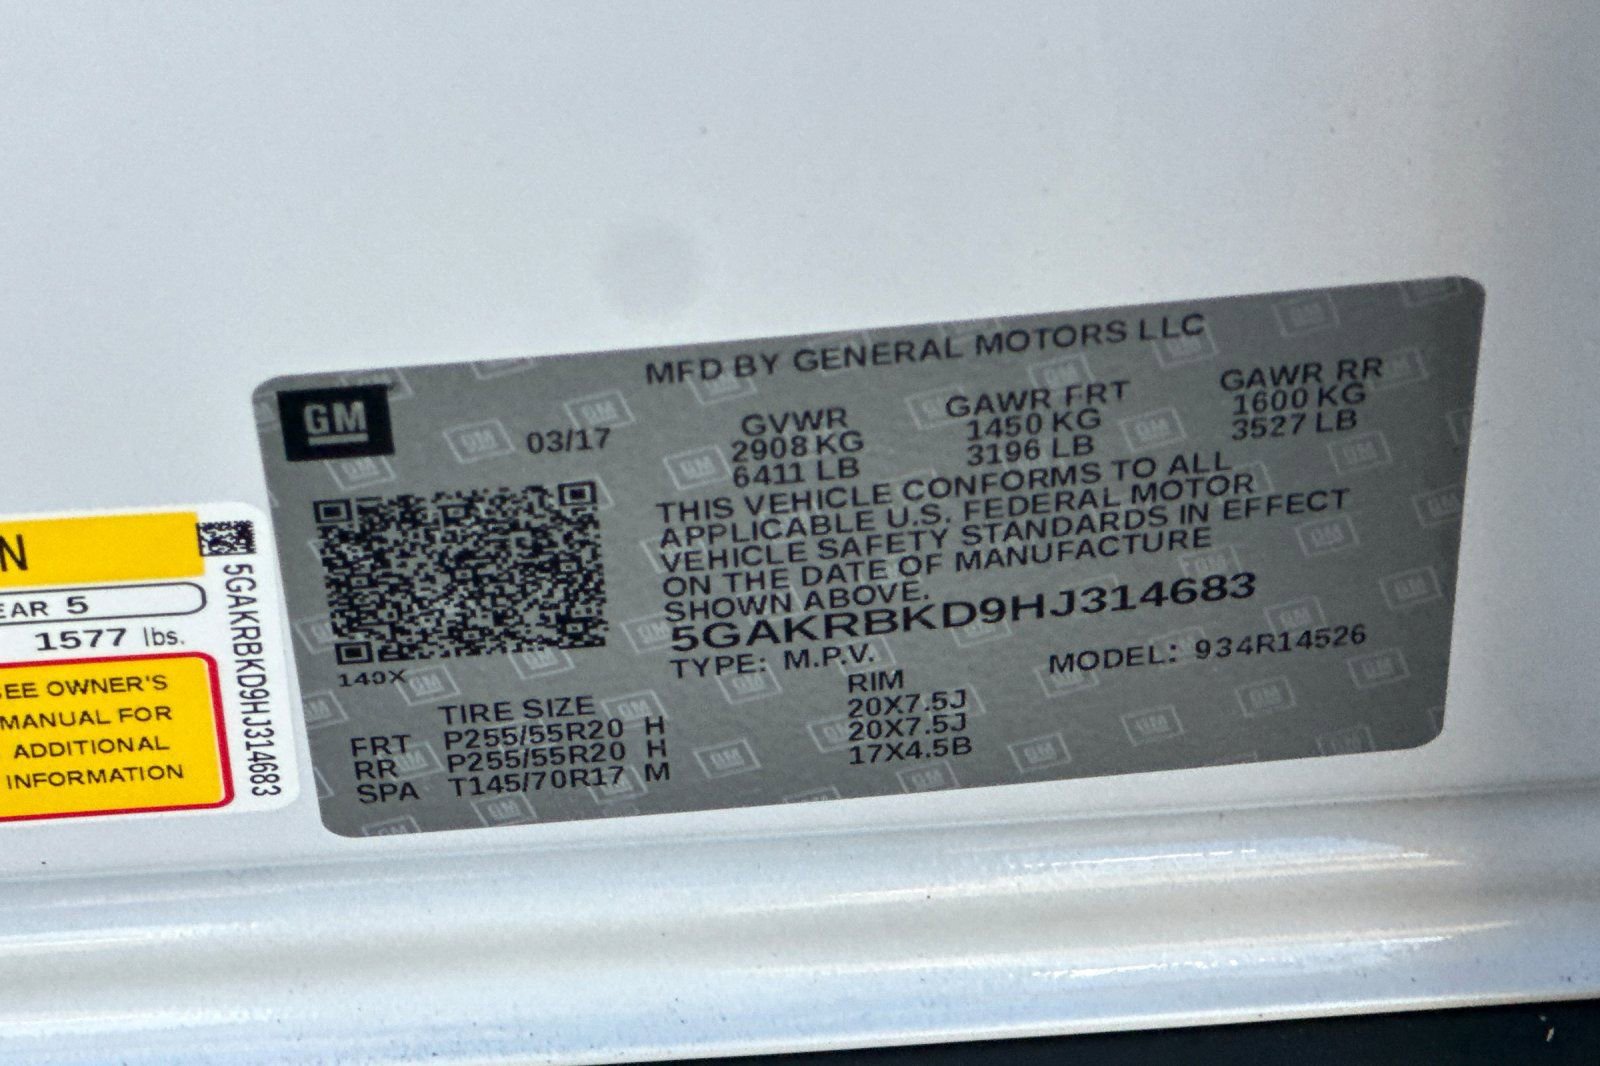 GM
MFD BY GENERAL MOTORS LLC
03/17
GVWR GAWR FRT GAWR RR
2908 KG 1450 KG 1600 KG
6411 LB 3196 LB 3527 LB
THIS VEHICLE CONFORMS TO ALL
APPLICABLE U.S. FEDERAL MOTOR
VEHICLE SAFETY STANDARDS IN EFFECT
ON THE DATE OF MANUFACTURE
SHOWN ABOVE.
5GAKRBKD9HJ314683
TYPE: M.P.V. MODEL: 934R14526
140X
TIRE SIZE RIM
FRT P255/55R20 H 20X7.5J
RR P255/55R20 H 20X7.5J
SPA T145/70R17 M 17X4.5B
N
EAR 5
1577 lbs.
SEE OWNER'S
MANUAL FOR
ADDITIONAL
INFORMATION
5GAKRBKD9HJ314683